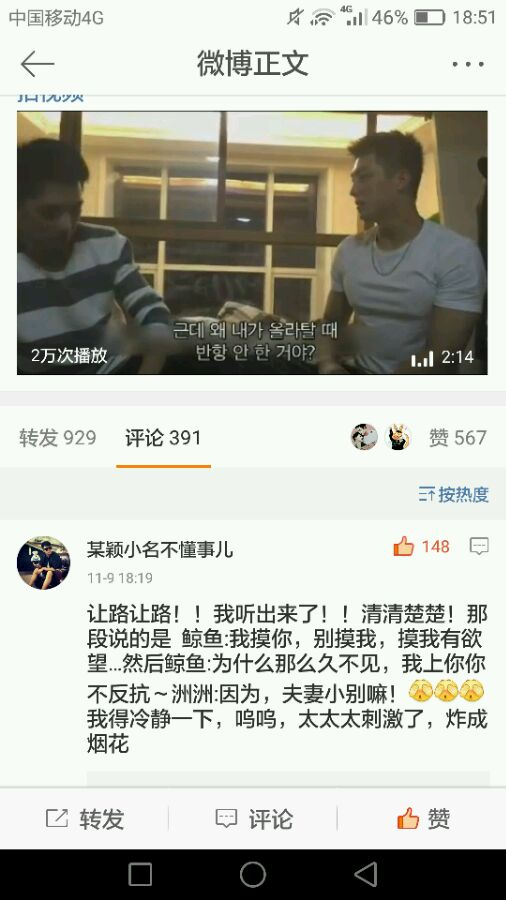 中国移动4G 4G 46% 18:51
微博正文
拍视频
근데 왜 내가 올라탈 때
반항 안 한 거야?
2万次播放 2:14
转发 929 评论 391 赞 567
按热度
某颖小名不懂事儿 148
11-9 18:19
让路让路！！我听出来了！！清清楚楚！那
段说的是 鲸鱼:我摸你，别摸我，摸我有欲
望...然后鲸鱼:为什么那么久不见，我上你你
不反抗～洲洲:因为，夫妻小别嘛！
我得冷静一下，呜呜，太太太刺激了，炸成
烟花
转发 评论 赞